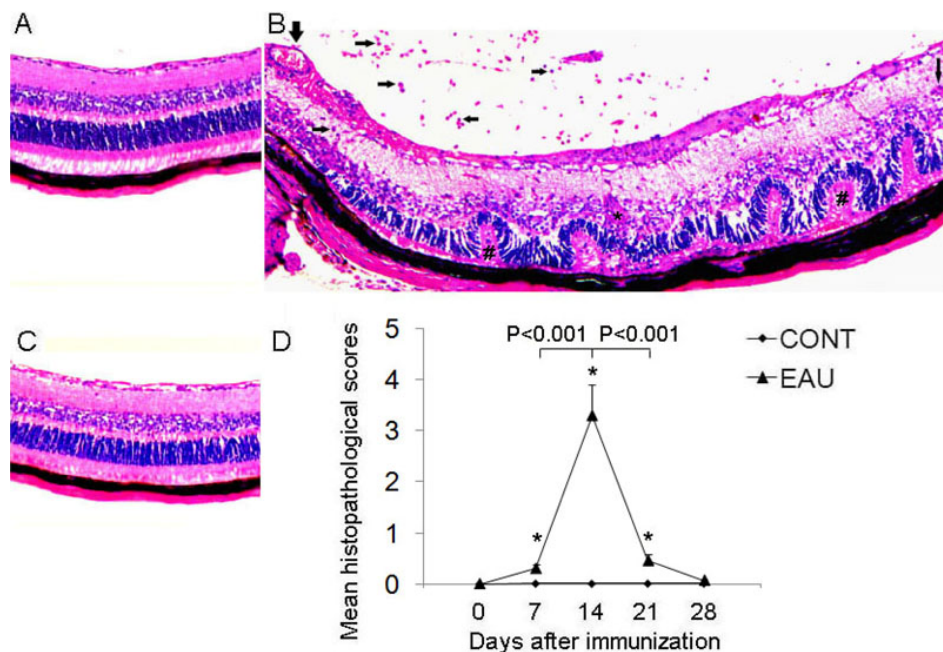 A
B
*
#
#
C
D
Mean histopathological scores
5
4
3
2
1
0
P<0.001 P<0.001
*
*
*
0 7 14 21 28
Days after immunization
CONT
EAU